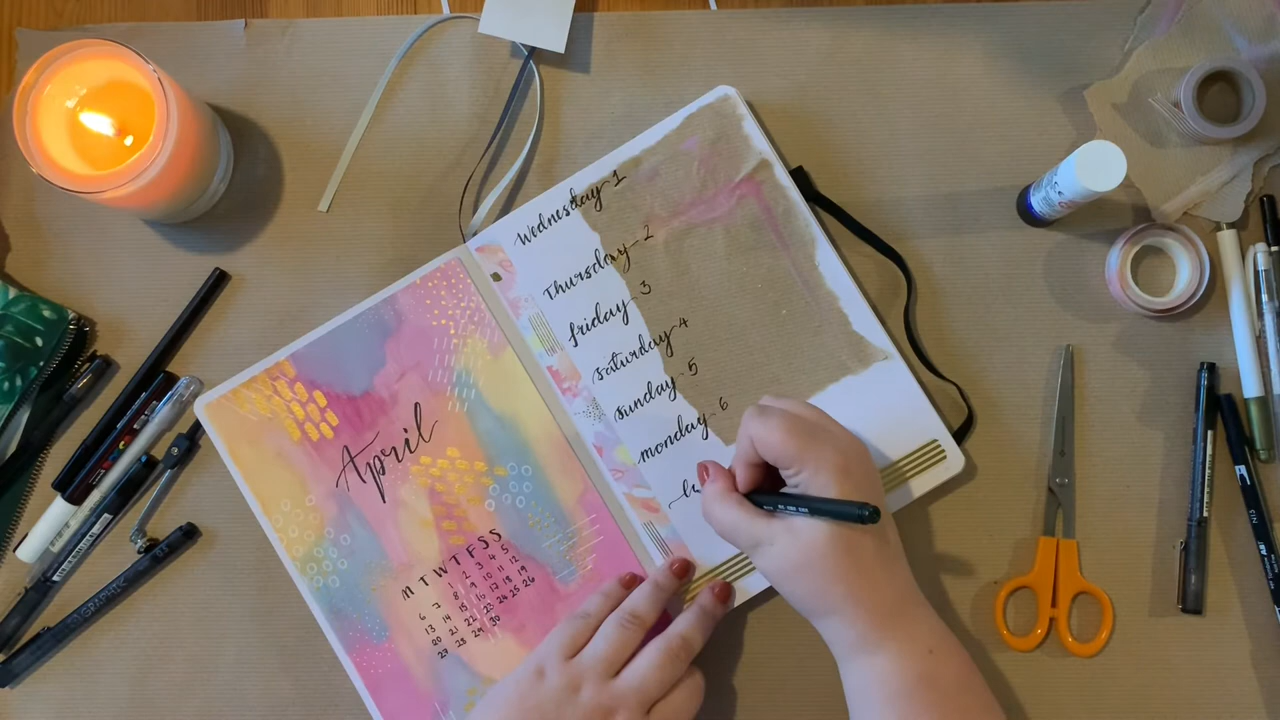 April
M T W T F S S
1 2 3 4 5
6 7 8 9 10 11 12
13 14 15 16 17 18 19
20 21 22 23 24 25 26
27 28 29 30
Wednesday 1
Thursday 2
friday 3
saturday 4
sunday 5
monday 6
GRAPHIK
N15